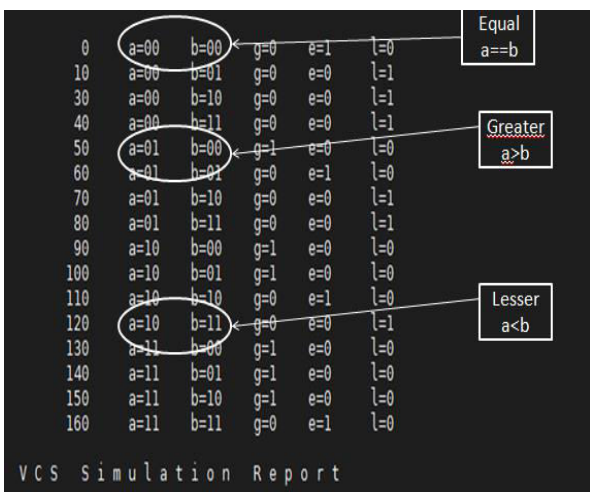 0 a=00 b=00 g=0 e=1 l=0
10 a=00 b=01 g=0 e=0 l=1
30 a=00 b=10 g=0 e=0 l=1
40 a=00 b=11 g=0 e=0 l=1
50 a=01 b=00 g=1 e=0 l=0
60 a=01 b=01 g=0 e=1 l=0
70 a=01 b=10 g=0 e=0 l=1
80 a=01 b=11 g=0 e=0 l=1
90 a=10 b=00 g=1 e=0 l=0
100 a=10 b=01 g=1 e=0 l=0
110 a=10 b=10 g=0 e=1 l=0
120 a=10 b=11 g=0 e=0 l=1
130 a=11 b=00 g=1 e=0 l=0
140 a=11 b=01 g=1 e=0 l=0
150 a=11 b=10 g=1 e=0 l=0
160 a=11 b=11 g=0 e=1 l=0
VCS Simulation Report
Equal
a==b
Greater
a>b
Lesser
a<b